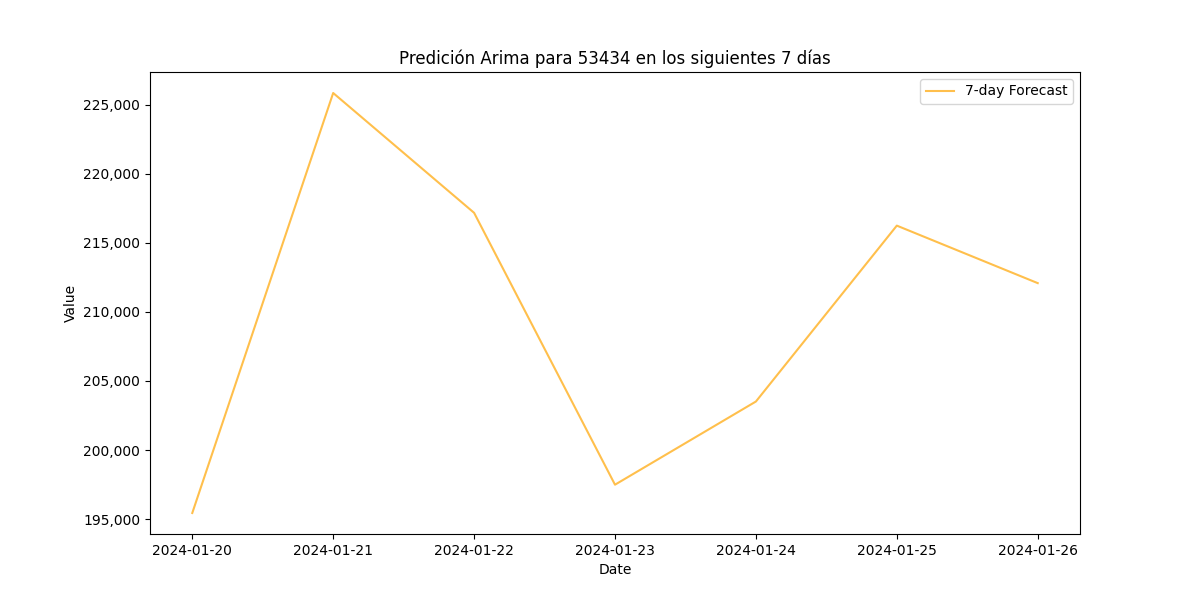 Predición Arima para 53434 en los siguientes 7 días
7-day Forecast
225,000
220,000
215,000
210,000
205,000
200,000
195,000
Value
2024-01-20 2024-01-21 2024-01-22 2024-01-23 2024-01-24 2024-01-25 2024-01-26
Date